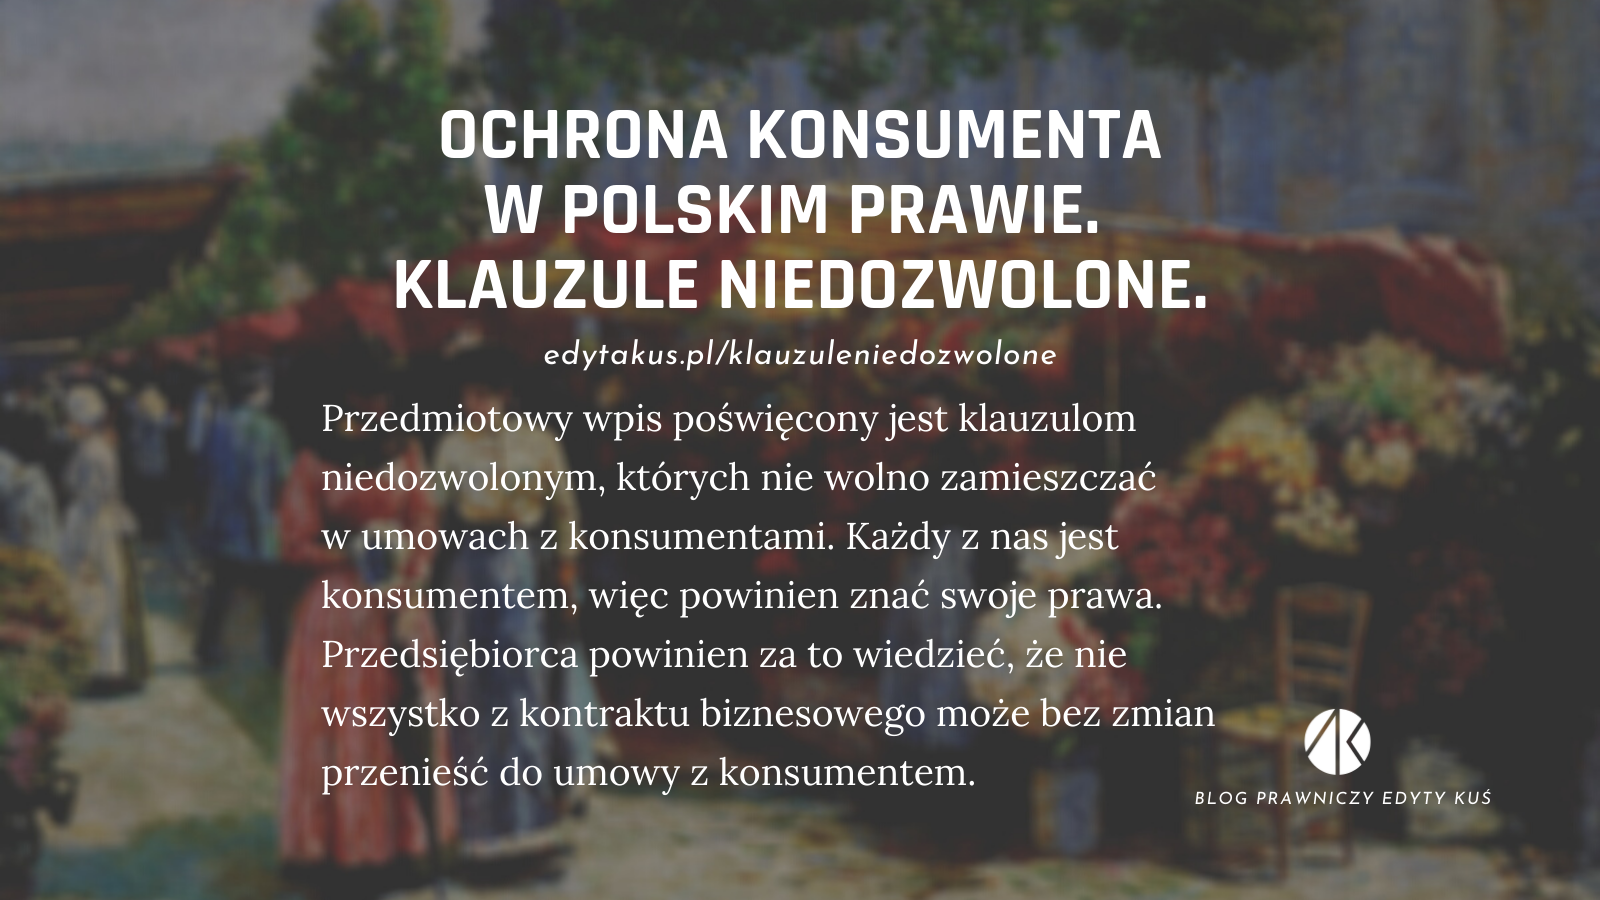 OCHRONA KONSUMENTA
W POLSKIM PRAWIE.
KLAUZULE NIEDOZWOLONE.
edytakus.pl/klauzuleniedozwolone
Przedmiotowy wpis poświęcony jest klauzulom
niedozwolonym, których nie wolno zamieszczać
w umowach z konsumentami. Każdy z nas jest
konsumentem, więc powinien znać swoje prawa.
Przedsiębiorca powinien za to wiedzieć, że nie
wszystko z kontraktu biznesowego może bez zmian
przenieść do umowy z konsumentem.
BLOG PRAWNICZY EDYTY KUŚ